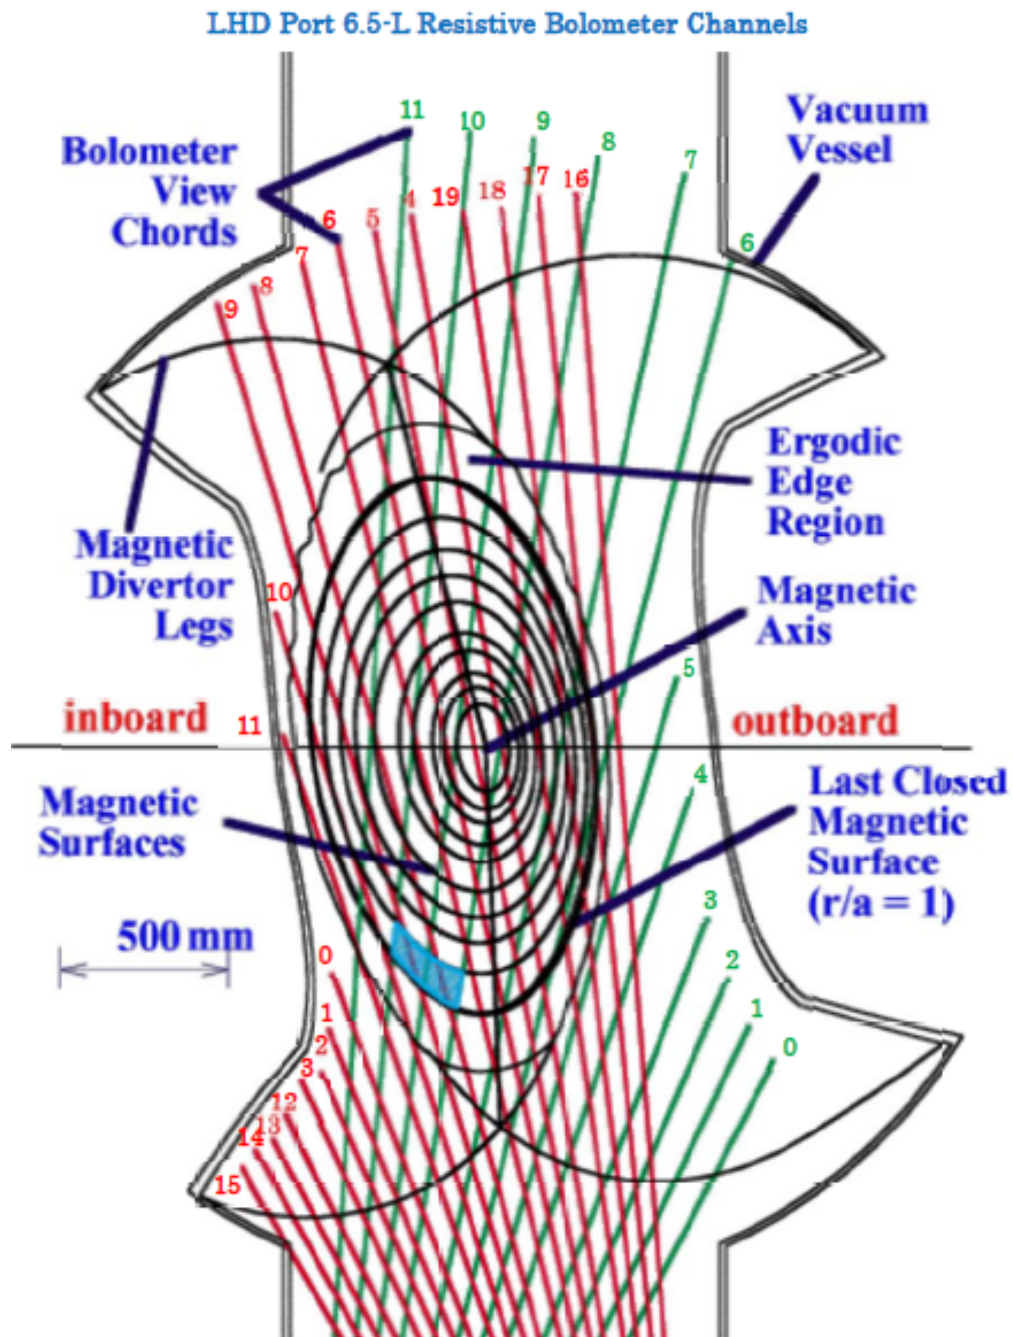 LHD Port 6.5-L Resistive Bolometer Channels
Bolometer
View
Chords
Vacuum
Vessel
11
10
9
8
7
6
16
17
18
19
4
5
6
7
8
9
Ergodic
Edge
Region
Magnetic
Divertor
Legs
10
Magnetic
Axis
5
inboard
11
outboard
4
Magnetic
Surfaces
Last Closed
Magnetic
Surface
(r/a = 1)
3
500 mm
0
2
1
1
2
0
3
12
13
14
15